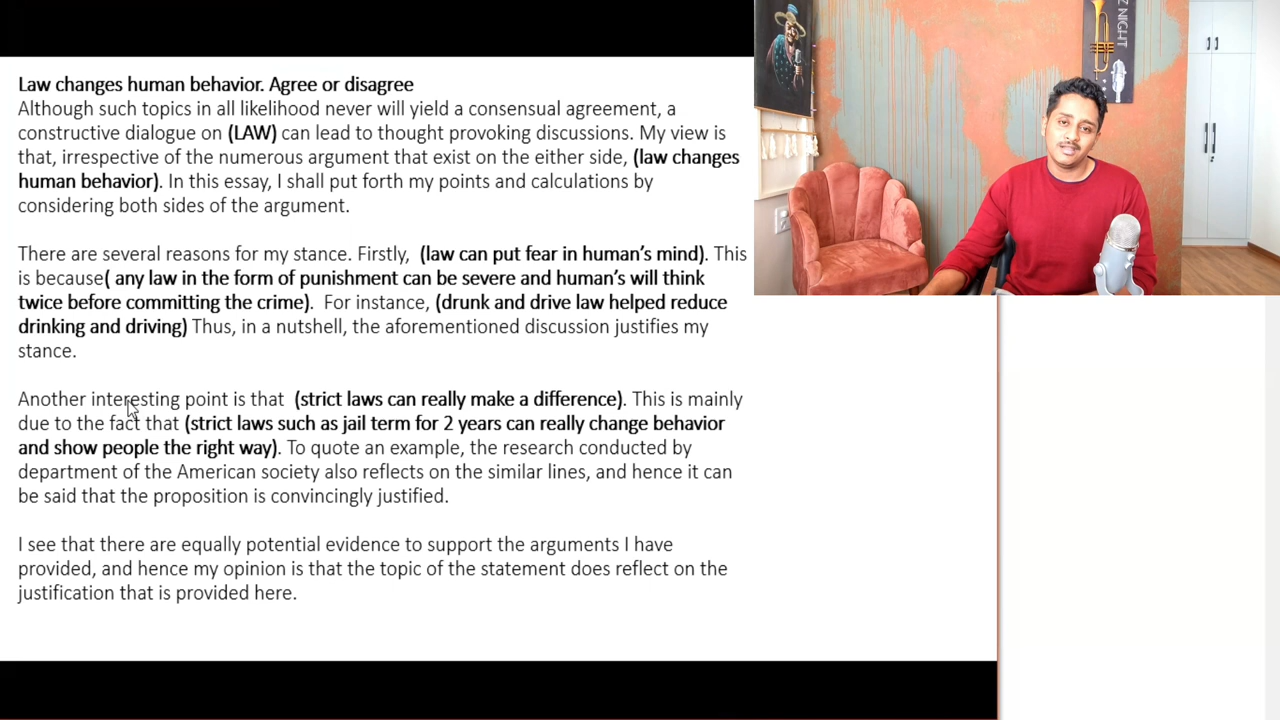 Law changes human behavior. Agree or disagree
Although such topics in all likelihood never will yield a consensual agreement, a
constructive dialogue on (LAW) can lead to thought provoking discussions. My view is
that, irrespective of the numerous argument that exist on the either side, (law changes
human behavior). In this essay, I shall put forth my points and calculations by
considering both sides of the argument.
There are several reasons for my stance. Firstly,  (law can put fear in human’s mind). This
is because( any law in the form of punishment can be severe and human’s will think
twice before committing the crime).  For instance, (drunk and drive law helped reduce
drinking and driving) Thus, in a nutshell, the aforementioned discussion justifies my
stance.
Another interesting point is that  (strict laws can really make a difference). This is mainly
due to the fact that (strict laws such as jail term for 2 years can really change behavior
and show people the right way). To quote an example, the research conducted by
department of the American society also reflects on the similar lines, and hence it can
be said that the proposition is convincingly justified.
I see that there are equally potential evidence to support the arguments I have
provided, and hence my opinion is that the topic of the statement does reflect on the
justification that is provided here.
Z NIGHT